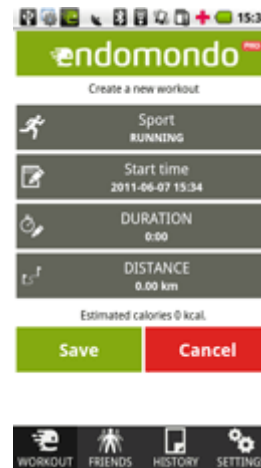 15:3
endomondo PRO
Create a new workout
Sport
RUNNING
Start time
2011-06-07 15:34
DURATION
0:00
DISTANCE
0.00 km
Estimated calories 0 kcal.
Save Cancel
WORKOUT FRIENDS HISTORY SETTING